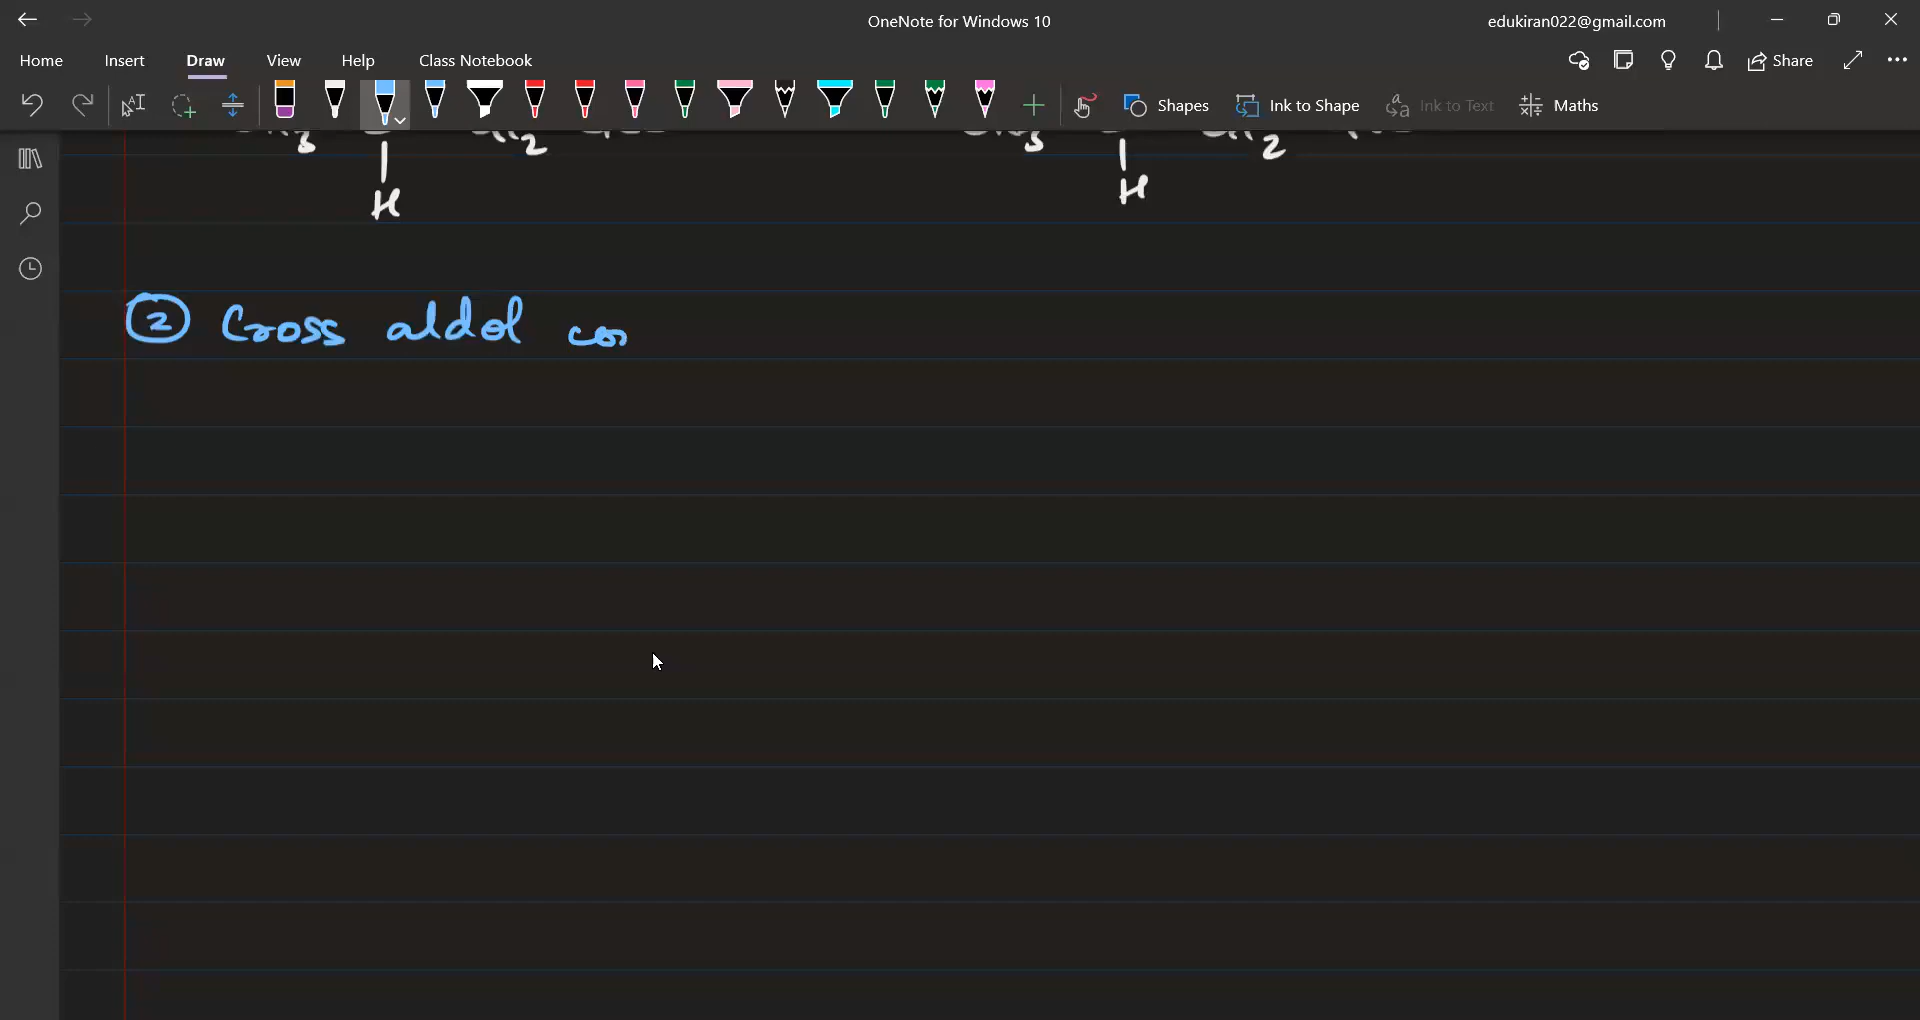 OneNote for Windows 10
edukiran022@gmail.com
Home Insert Draw View Help Class Notebook
Share
Shapes Ink to Shape Ink to Text Maths
H H
② Cross aldol con